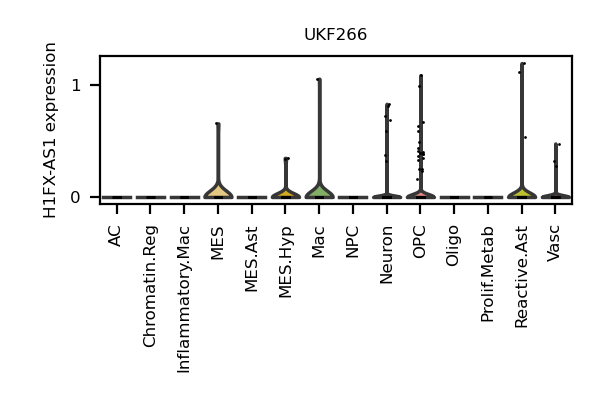 UKF266
H1FX-AS1 expression
1
0
AC
Chromatin.Reg
Inflammatory.Mac
MES
MES.Ast
MES.Hyp
Mac
NPC
Neuron
OPC
Oligo
Prolif.Metab
Reactive.Ast
Vasc